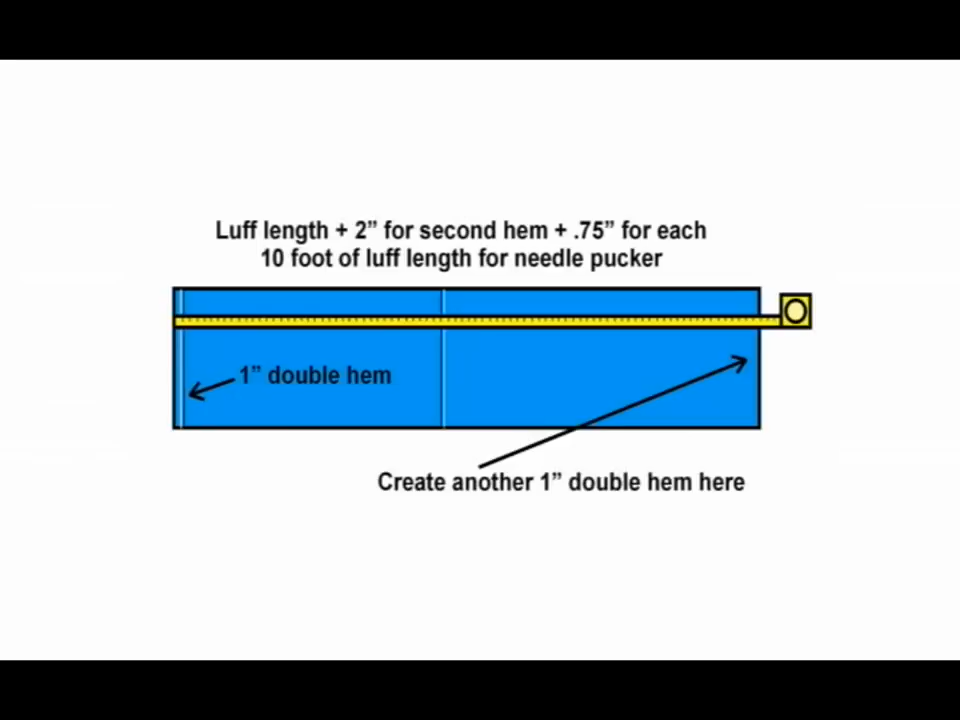 Luff length + 2” for second hem + .75” for each
10 foot of luff length for needle pucker
1” double hem
Create another 1” double hem here